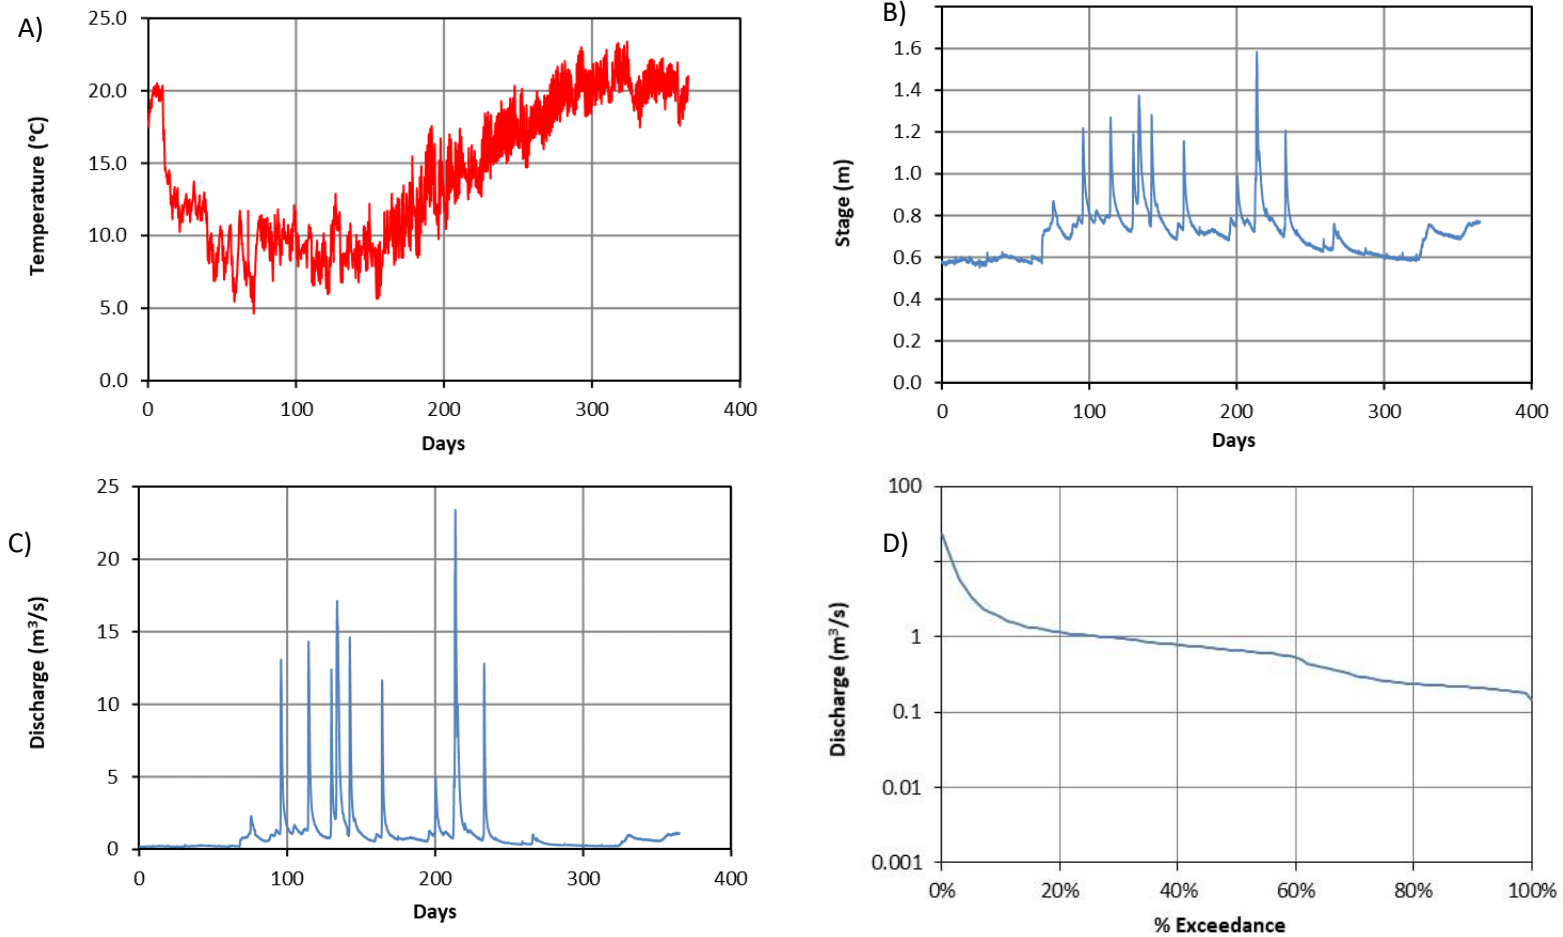 A)
25.0
20.0
15.0
10.0
5.0
0.0
Temperature (°C)
0 100 200 300 400
Days
B)
1.6
1.4
1.2
1.0
0.8
0.6
0.4
0.2
0.0
Stage (m)
0 100 200 300 400
Days
C)
25
20
15
10
5
0
Discharge (m³/s)
0 100 200 300 400
Days
D)
100
1
0.1
0.01
0.001
Discharge (m³/s)
0% 20% 40% 60% 80% 100%
% Exceedance